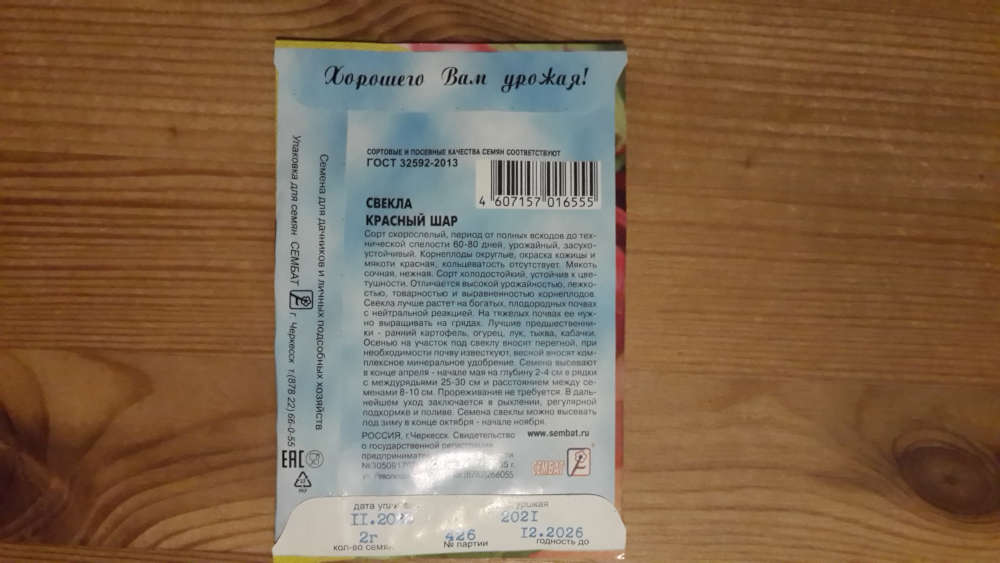 Хорошего Вам урожая!
СОРТОВЫЕ И ПОСЕВНЫЕ КАЧЕСТВА СЕМЯН СООТВЕТСТВУЮТ
ГОСТ 32592-2013
4 607157 016555
СВЕКЛА
КРАСНЫЙ ШАР
Сорт скороспелый, период от полных всходов до тех-
нической спелости 60-80 дней, урожайный, засухо-
устойчивый. Корнеплоды округлые, окраска кожицы и
мякоти красная, кольцеватость отсутствует. Мякоть
сочная, нежная. Сорт холодостойкий, устойчив к цве-
тушности. Отличается высокой урожайностью, лежко-
стью, товарностью и выравненностью корнеплодов.
Свекла лучше растет на богатых, плодородных почвах
с нейтральной реакцией. На тяжелых почвах ее нуж-
но выращивать на грядах. Лучшие предшественни-
ки - ранний картофель, огурец, лук, тыква, кабачки.
Осенью на участок под свеклу вносят перегной, при
необходимости почву известкуют, весной вносят ком-
плексное минеральное удобрение. Семена высевают
в конце апреля - начале мая на глубину 2-4 см в рядки
с междурядьями 25-30 см и расстоянием между се-
менами 8-10 см. Прореживание не требуется. В даль-
нейшем уход заключается в рыхлении, регулярной
подкормке и поливе. Семена свеклы можно высевать
под зиму в конце октября - начале ноября.
РОССИЯ, г.Черкесск. Свидетельство
о государственной регистрации
www.sembat.ru
СЕМБАТ
Семена для дачников и личных подсобных хозяйств
Упаковка для семян СЕМБАТ г. Черкесск т.(878 22) 66-0-55
EAC
дата урожая
2021
2г 426 12.2026
кол-во семян № партии годность до